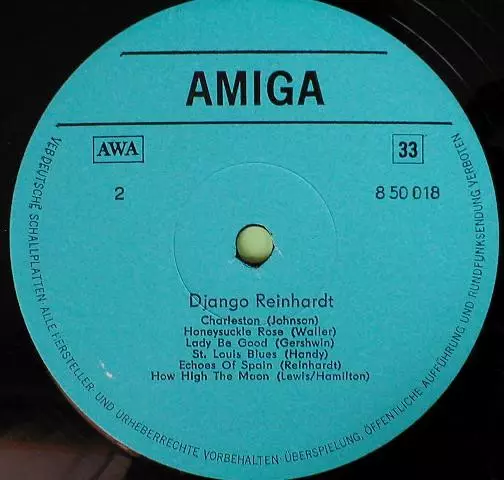 AMIGA
AWA
33
2
8 50 018
Django Reinhardt
Charleston (Johnson)
Honeysuckle Rose (Waller)
Lady Be Good (Gershwin)
St. Louis Blues (Handy)
Echoes Of Spain (Reinhardt)
How High The Moon (Lewis/Hamilton)
VEB DEUTSCHE SCHALLPLATTEN · ALLE HERSTELLER- UND URHEBERRECHTE VORBEHALTEN · ÜBERSPIELUNG, ÖFFENTLICHE AUFFÜHRUNG UND RUNDFUNKSENDUNG VERBOTEN